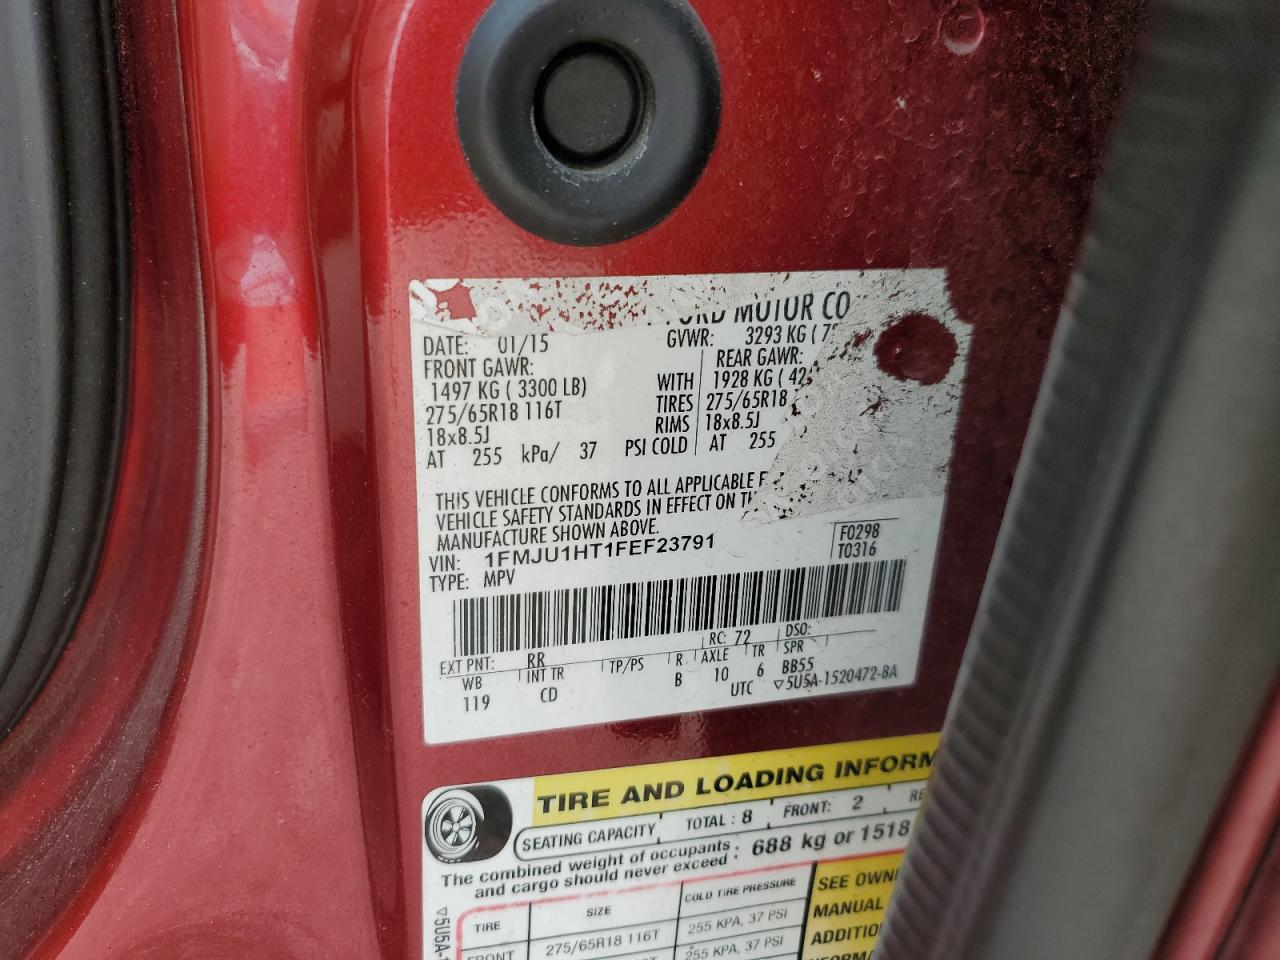 MOTOR CO
DATE: 01/15 GVWR: 3293 KG (
FRONT GAWR: REAR GAWR:
1497 KG ( 3300 LB) WITH 1928 KG ( 42
275/65R18 116T TIRES 275/65R18
18x8.5J RIMS 18x8.5J
AT 255 kPa/ 37 PSI COLD AT 255
THIS VEHICLE CONFORMS TO ALL APPLICABLE F
VEHICLE SAFETY STANDARDS IN EFFECT ON TH
MANUFACTURE SHOWN ABOVE.
VIN: 1FMJU1HT1FEF23791 F0298
TYPE: MPV T0316
RC: 72 DSO:
EXT PNT: RR
WB INT TR TP/PS R AXLE TR SPR
119 CD B 10 6 BB55
UTC ▽5U5A-1520472-BA
TIRE AND LOADING INFORM
SEATING CAPACITY TOTAL : 8 FRONT: 2 RE
The combined weight of occupants and cargo should never exceed : 688 kg or 1518
TIRE SIZE COLD TIRE PRESSURE SEE OWNE
FRONT 275/65R18 116T 255 KPA, 37 PSI MANUAL
255 KPA, 37 PSI ADDITIO
▽5U5A-